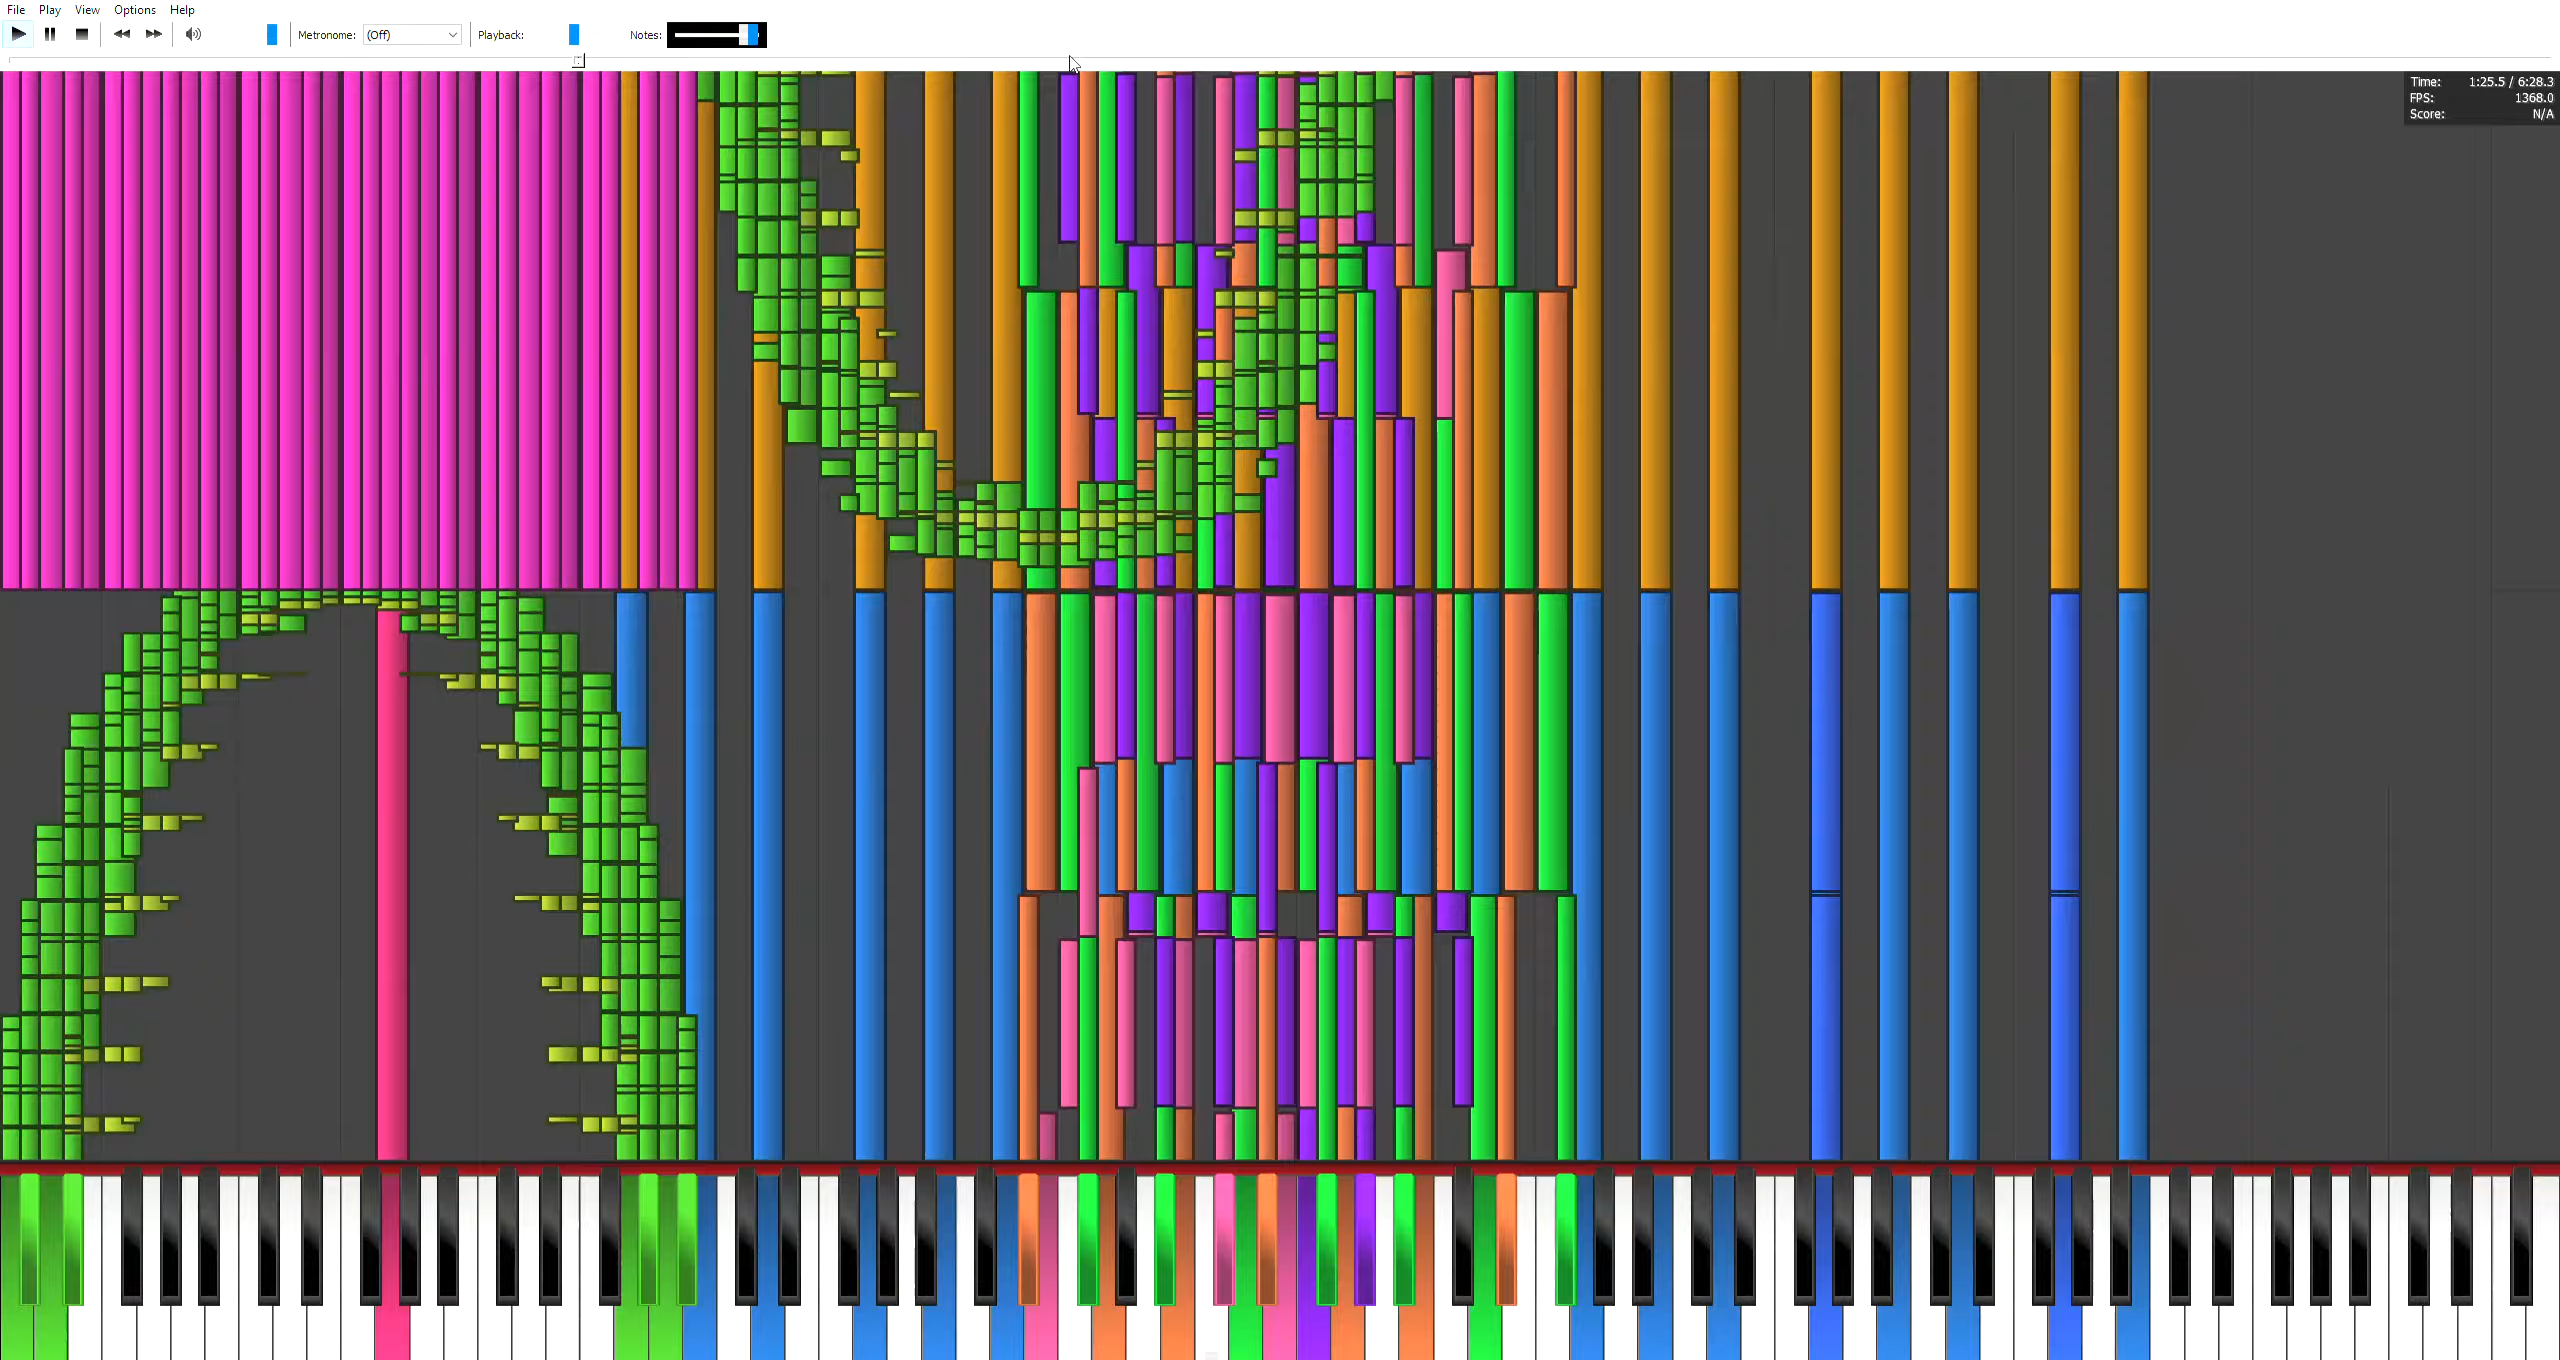 File Play View Options Help
Metronome: (Off) Playback: Notes:
Time: 1:25.5 / 6:28.3
FPS: 1368.0
Score: N/A